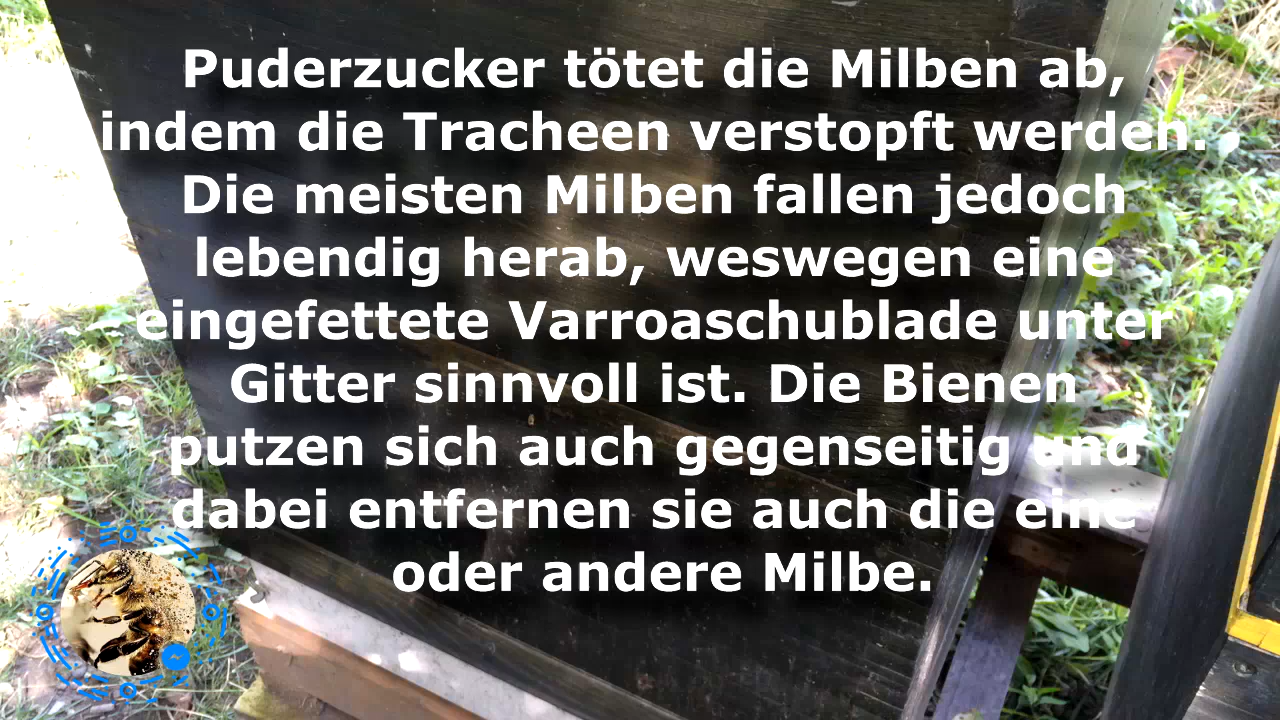 Puderzucker tötet die Milben ab,
indem die Tracheen verstopft werden.
Die meisten Milben fallen jedoch
lebendig herab, weswegen eine
eingefettete Varroaschublade unter
Gitter sinnvoll ist. Die Bienen
putzen sich auch gegenseitig und
dabei entfernen sie auch die eine
oder andere Milbe.